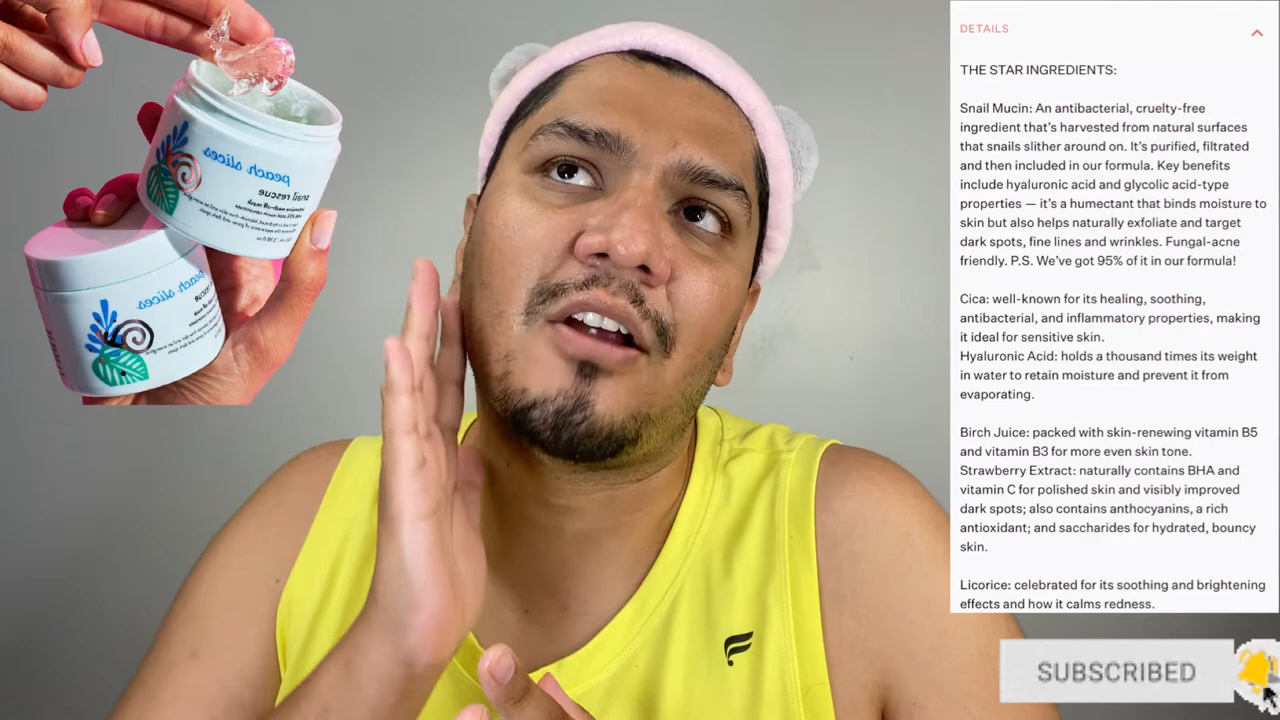 peach slices
snail rescue
peach slices
rescue
DETAILS
THE STAR INGREDIENTS:
Snail Mucin: An antibacterial, cruelty-free
ingredient that's harvested from natural surfaces
that snails slither around on. It's purified, filtrated
and then included in our formula. Key benefits
include hyaluronic acid and glycolic acid-type
properties — it's a humectant that binds moisture to
skin but also helps naturally exfoliate and target
dark spots, fine lines and wrinkles. Fungal-acne
friendly. P.S. We've got 95% of it in our formula!
Cica: well-known for its healing, soothing,
antibacterial, and inflammatory properties, making
it ideal for sensitive skin.
Hyaluronic Acid: holds a thousand times its weight
in water to retain moisture and prevent it from
evaporating.
Birch Juice: packed with skin-renewing vitamin B5
and vitamin B3 for more even skin tone.
Strawberry Extract: naturally contains BHA and
vitamin C for polished skin and visibly improved
dark spots; also contains anthocyanins, a rich
antioxidant; and saccharides for hydrated, bouncy
skin.
Licorice: celebrated for its soothing and brightening
effects and how it calms redness.
SUBSCRIBED